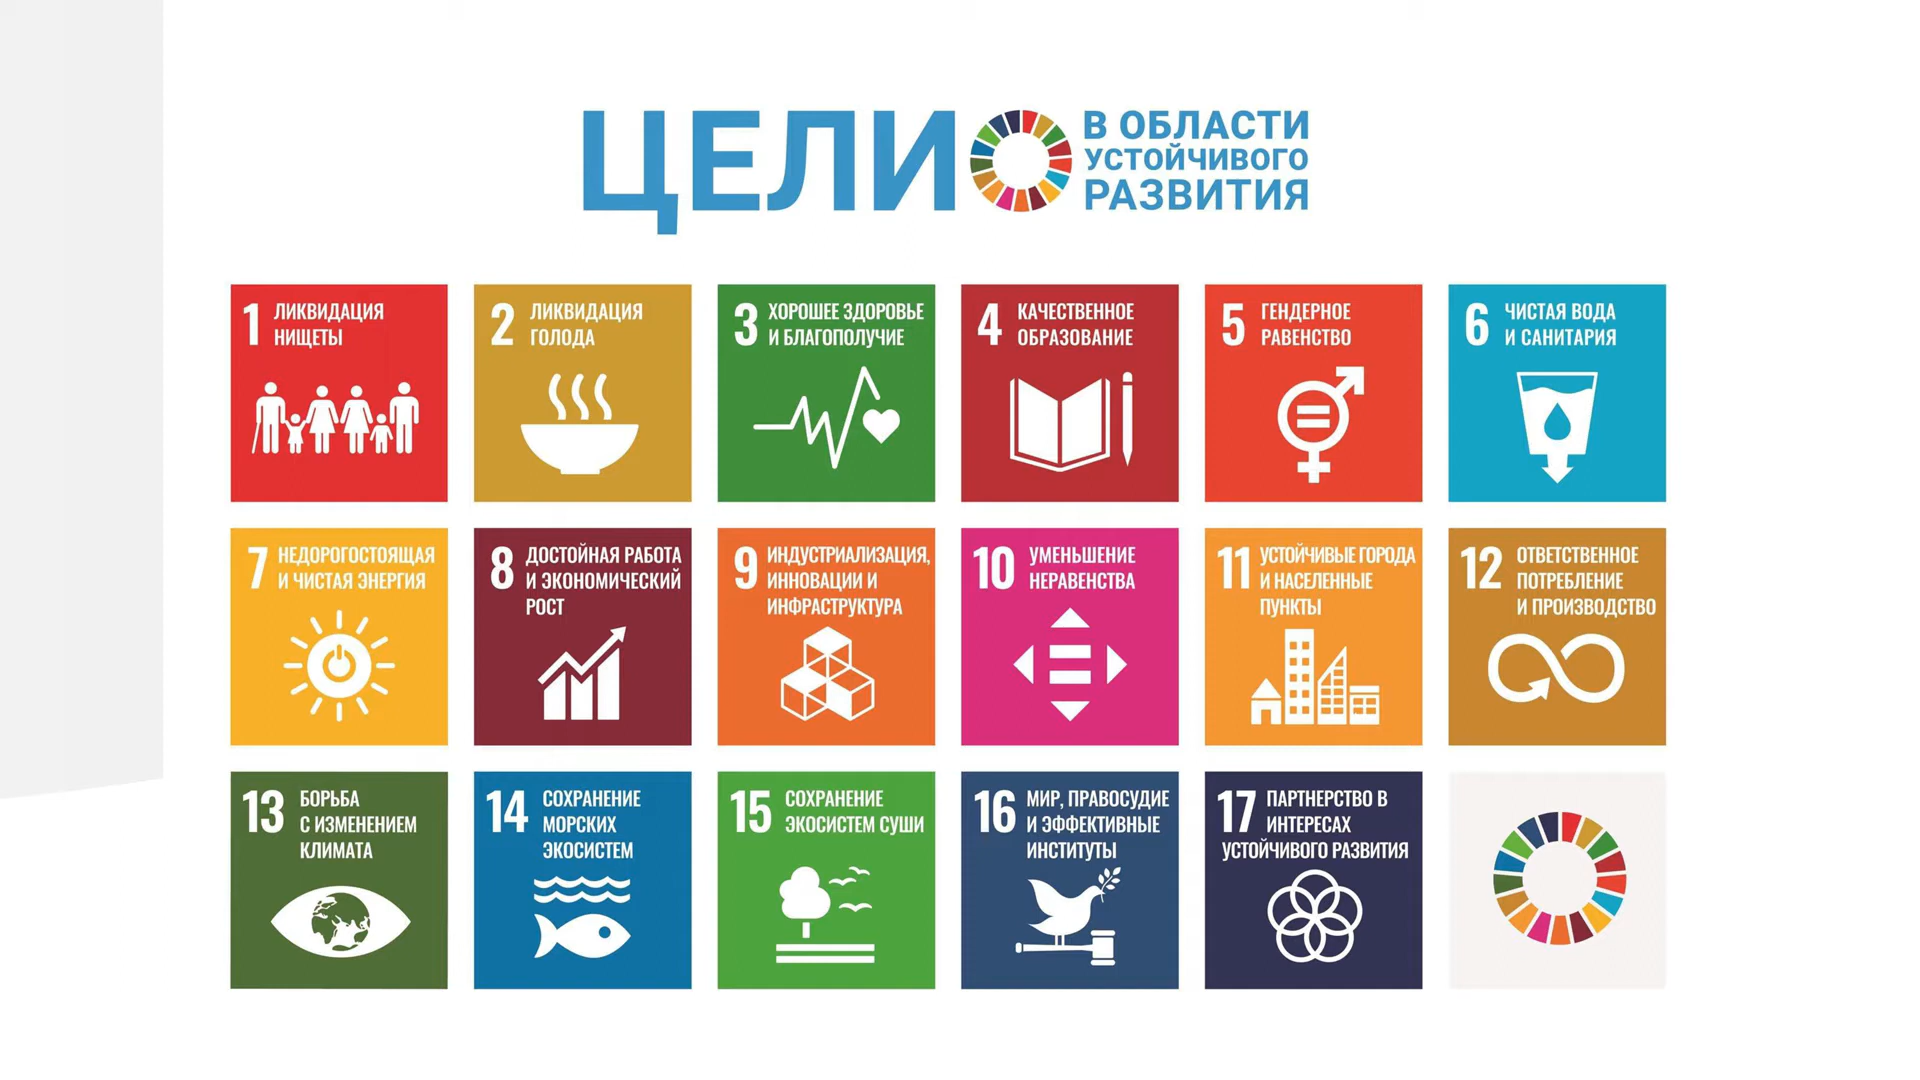 ЦЕЛИ
В ОБЛАСТИ
УСТОЙЧИВОГО
РАЗВИТИЯ
1 ЛИКВИДАЦИЯ
НИЩЕТЫ
2 ЛИКВИДАЦИЯ
ГОЛОДА
3 ХОРОШЕЕ ЗДОРОВЬЕ
И БЛАГОПОЛУЧИЕ
4 КАЧЕСТВЕННОЕ
ОБРАЗОВАНИЕ
5 ГЕНДЕРНОЕ
РАВЕНСТВО
6 ЧИСТАЯ ВОДА
И САНИТАРИЯ
7 НЕДОРОГОСТОЯЩАЯ
И ЧИСТАЯ ЭНЕРГИЯ
8 ДОСТОЙНАЯ РАБОТА
И ЭКОНОМИЧЕСКИЙ
РОСТ
9 ИНДУСТРИАЛИЗАЦИЯ,
ИННОВАЦИИ И
ИНФРАСТРУКТУРА
10 УМЕНЬШЕНИЕ
НЕРАВЕНСТВА
11 УСТОЙЧИВЫЕ ГОРОДА
И НАСЕЛЕННЫЕ
ПУНКТЫ
12 ОТВЕТСТВЕННОЕ
ПОТРЕБЛЕНИЕ
И ПРОИЗВОДСТВО
13 БОРЬБА
С ИЗМЕНЕНИЕМ
КЛИМАТА
14 СОХРАНЕНИЕ
МОРСКИХ
ЭКОСИСТЕМ
15 СОХРАНЕНИЕ
ЭКОСИСТЕМ СУШИ
16 МИР, ПРАВОСУДИЕ
И ЭФФЕКТИВНЫЕ
ИНСТИТУТЫ
17 ПАРТНЕРСТВО В
ИНТЕРЕСАХ
УСТОЙЧИВОГО РАЗВИТИЯ